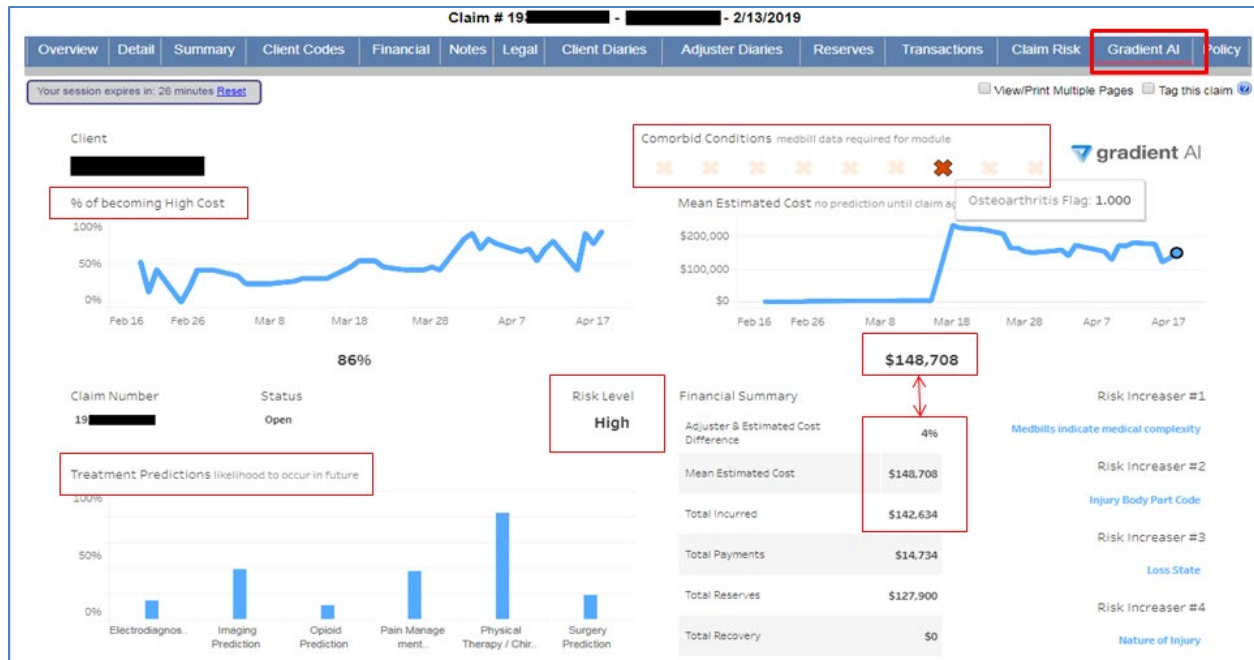 Claim # 19 - - 2/13/2019
Overview Detail Summary Client Codes Financial Notes Legal Client Diaries Adjuster Diaries Reserves Transactions Claim Risk Gradient AI Policy
Your session expires in: 26 minutes Reset
View/Print Multiple Pages Tag this claim
Client
Comorbid Conditions medbill data required for module
gradient AI
% of becoming High Cost
Mean Estimated Cost no prediction until claim
Osteoarthritis Flag: 1.000
100%
50%
0%
Feb 16 Feb 26 Mar 8 Mar 18 Mar 28 Apr 7 Apr 17
$200,000
$100,000
$0
Feb 16 Feb 26 Mar 8 Mar 18 Mar 28 Apr 7 Apr 17
86%
$148,708
Claim Number Status Risk Level
19 Open High
Financial Summary
Adjuster & Estimated Cost
Difference
4%
Mean Estimated Cost $148,708
Total Incurred $142,634
Total Payments $14,734
Total Reserves $127,900
Total Recovery $0
Risk Increaser #1
Medbills indicate medical complexity
Risk Increaser #2
Injury Body Part Code
Risk Increaser #3
Loss State
Risk Increaser #4
Nature of Injury
Treatment Predictions likelihood to occur in future
100%
50%
0%
Electrodiagnos..
Imaging
Prediction
Opioid
Prediction
Pain Manage
ment..
Physical
Therapy / Chir..
Surgery
Prediction